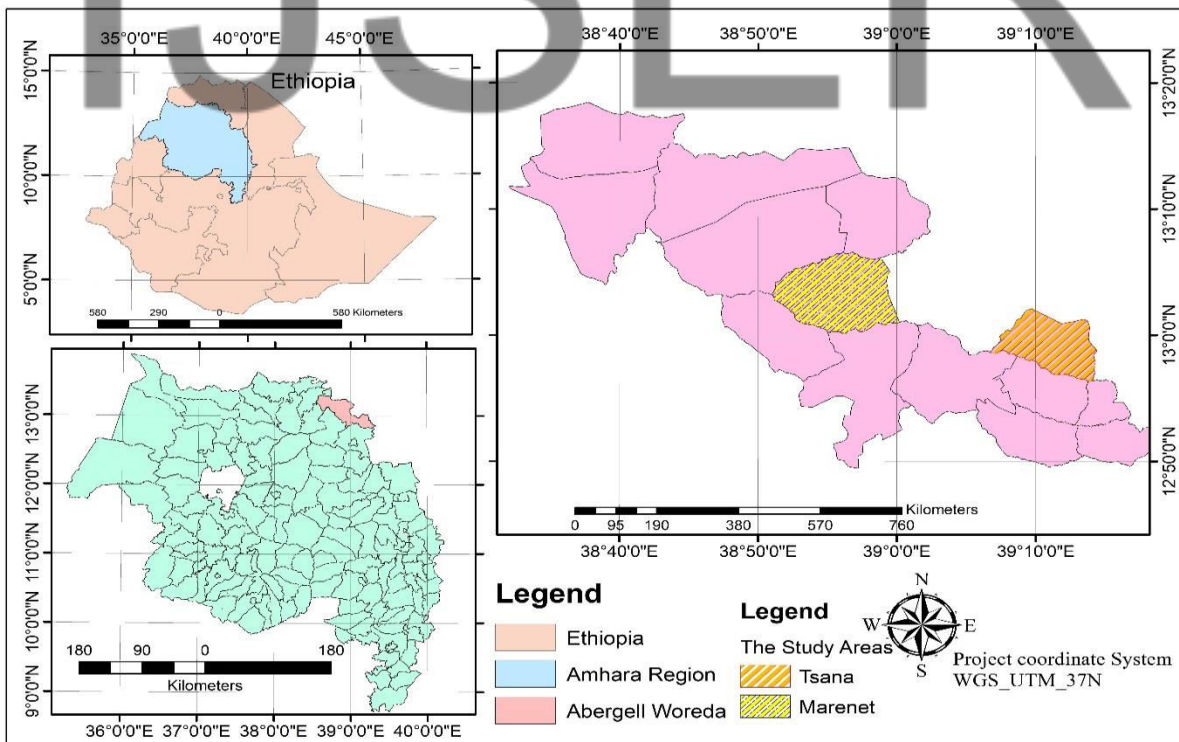 IJSER
35°0'0"E 40°0'0"E 45°0'0"E
15°0'0"N
10°0'0"N
5°0'0"N
Ethiopia
580 290 0 580 Kilometers
13°0'0"N
12°0'0"N
11°0'0"N
10°0'0"N
9°0'0"N
180 90 0 180
Kilometers
36°0'0"E 37°0'0"E 38°0'0"E 39°0'0"E 40°0'0"E
38°40'0"E 38°50'0"E 39°0'0"E 39°10'0"E
13°20'0"N
13°10'0"N
13°0'0"N
12°50'0"N
Kilometers
0 95 190 380 570 760
38°40'0"E 38°50'0"E 39°0'0"E 39°10'0"E
Legend
Ethiopia
Amhara Region
Abergell Woreda
Legend
The Study Areas
Tsana
Marenet
N
W E
S
Project coordinate System
WGS_UTM_37N